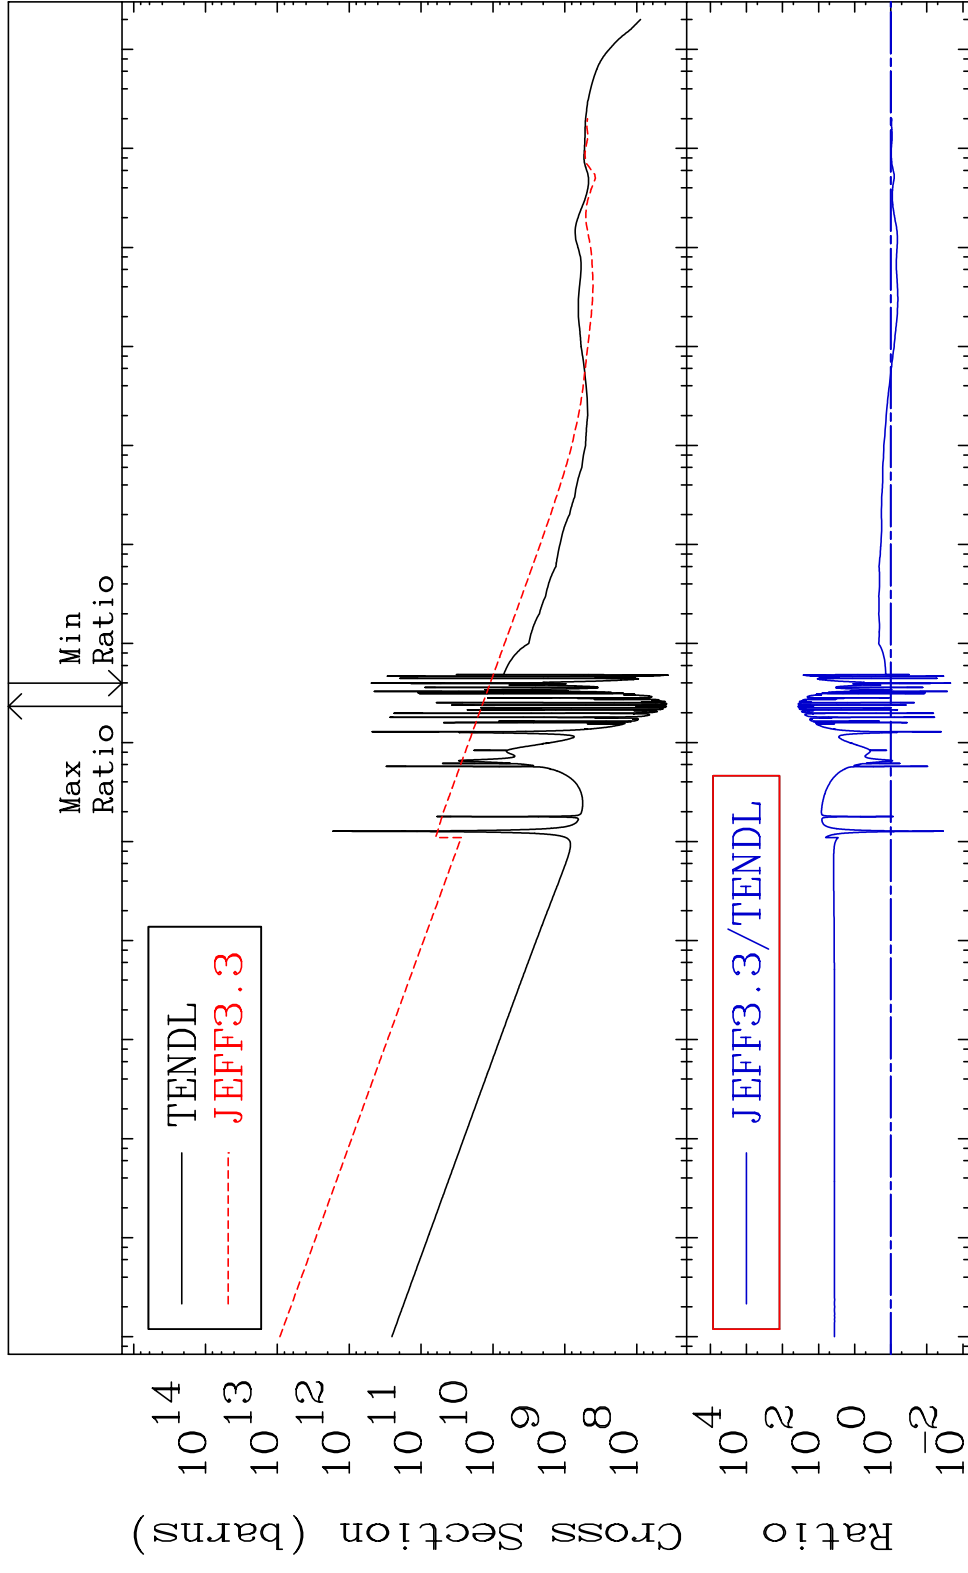 Max
Ratio
Min
Ratio
TENDL
JEFF3.3
Cross Section (barns)
10 14
10 13
10 12
10 11
10 10
10 9
10 8
JEFF3.3/TENDL
Ratio
10 4
10 2
10 0
10 -2